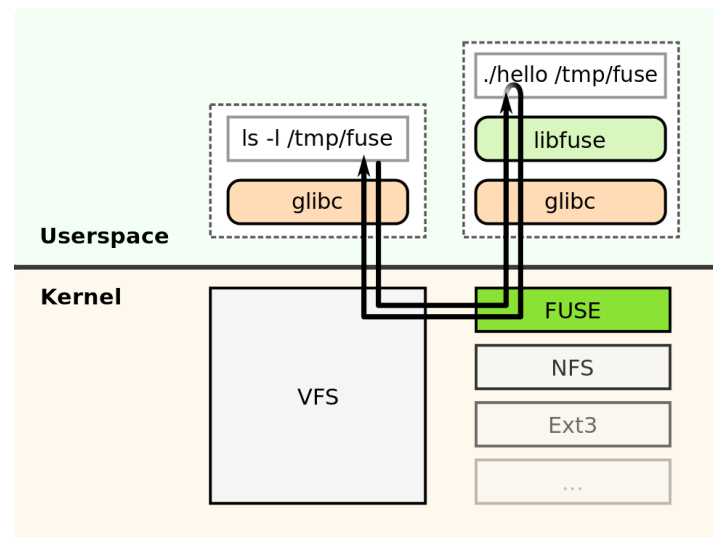 ./hello /tmp/fuse
ls -l /tmp/fuse
libfuse
glibc
glibc
Userspace
Kernel
FUSE
VFS
NFS
Ext3
...